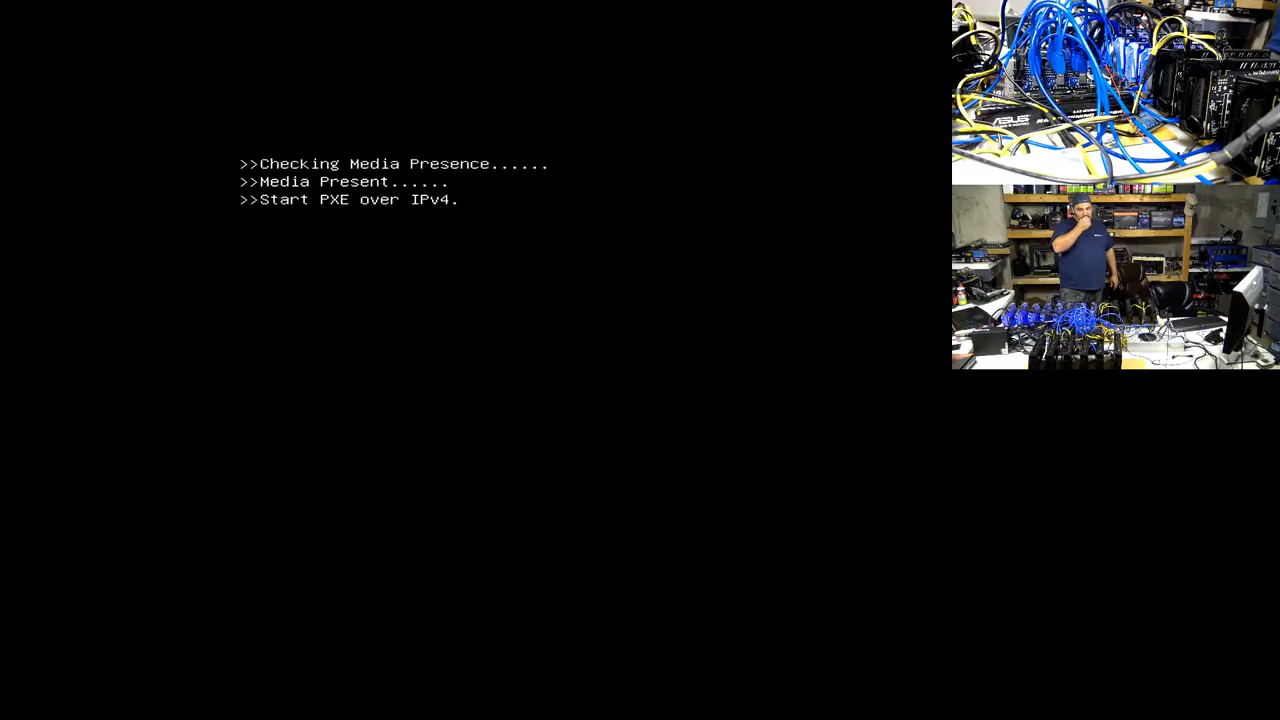 >>Checking Media Presence......
>>Media Present......
>>Start PXE over IPv4.
ASUS